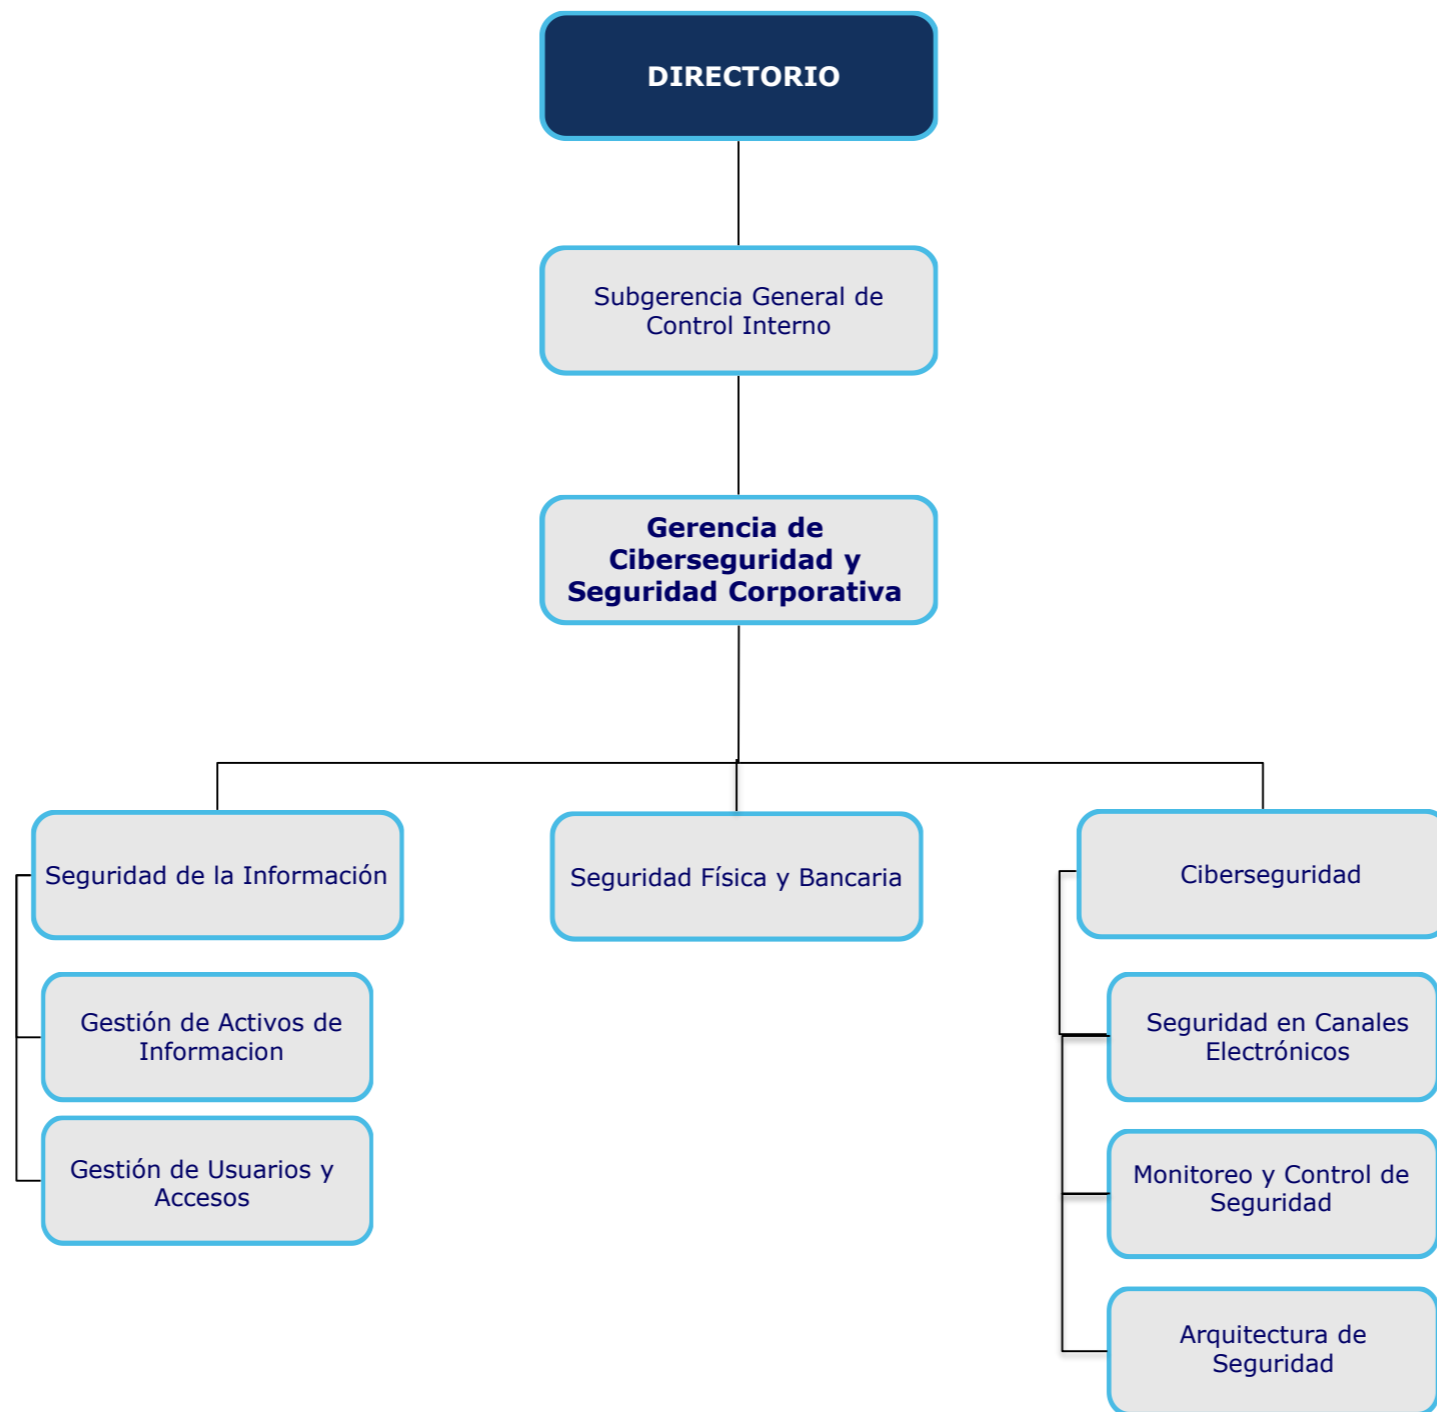 DIRECTORIO
Subgerencia General de
Control Interno
Gerencia de
Ciberseguridad y
Seguridad Corporativa
Seguridad de la Información
Seguridad Física y Bancaria
Ciberseguridad
Gestión de Activos de
Informacion
Gestión de Usuarios y
Accesos
Seguridad en Canales
Electrónicos
Monitoreo y Control de
Seguridad
Arquitectura de
Seguridad